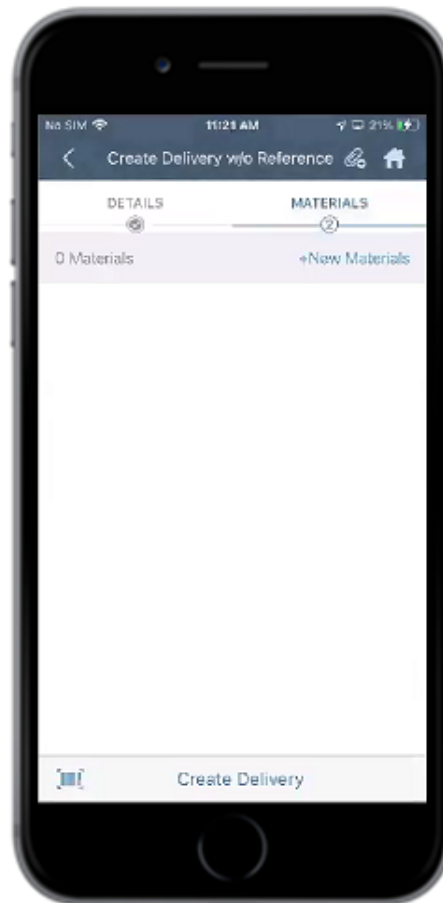 No SIM 11:21 AM 21%
Create Delivery w/o Reference
DETAILS MATERIALS
2
0 Materials +New Materials
Create Delivery